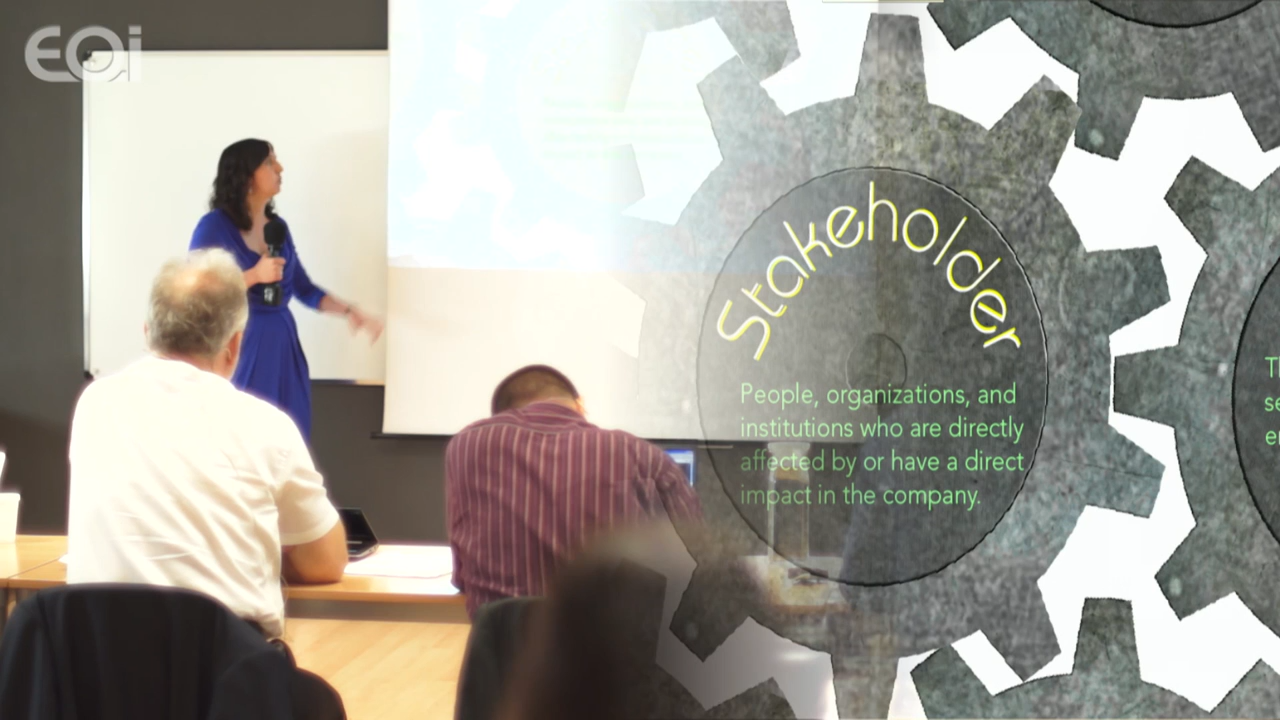 EOi
Stakeholder
People, organizations, and
institutions who are directly
affected by or have a direct
impact in the company.